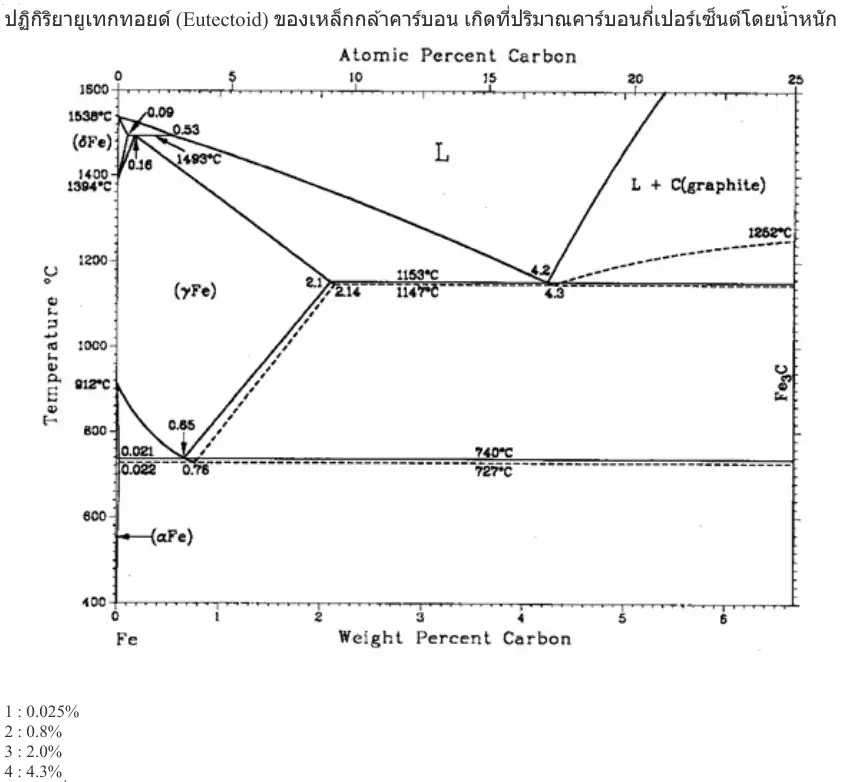 ปฏิกิริยายูเทกทอยด์ (Eutectoid) ของเหล็กกล้าคาร์บอน เกิดที่ปริมาณคาร์บอนกี่เปอร์เซ็นต์โดยน้ำหนัก
Atomic Percent Carbon
0 5 10 15 20 25
1600
1538°C
0.09
0.53
(δFe)
0.16
1493°C
L
1400
1394°C
L + C(graphite)
1252°C
1200
4.2
1153°C
2.1
2.14
1147°C
4.3
(γFe)
Temperature °C
1000
Fe₃C
912°C
0.65
800
0.021
740°C
0.022
0.76
727°C
600
(αFe)
400
0 1 2 3 4 5 6
Fe
Weight Percent Carbon
1 : 0.025%
2 : 0.8%
3 : 2.0%
4 : 4.3%